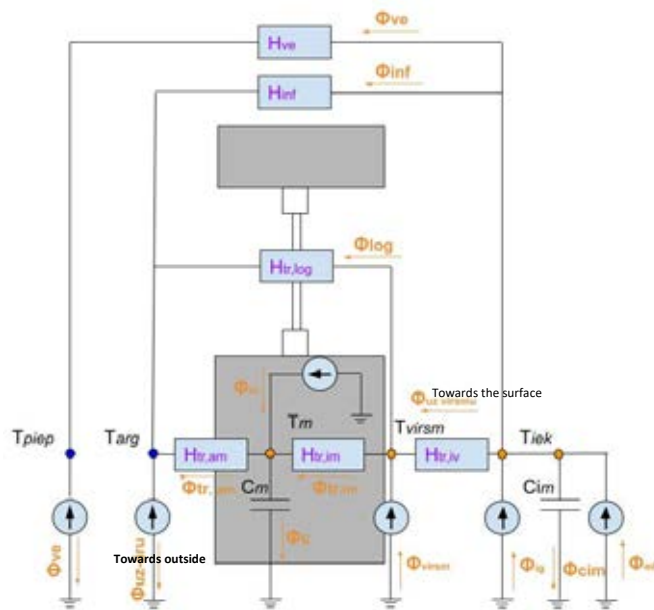 Φve
Hve
Φinf
Hinf
Φlog
Htr,log
Towards the surface
Tm
Tvirsm
Tpiep
Targ
Tiek
Htr,am
Htr,im
Htr,iv
Cm
Cim
Φtr,im
Towards outside
Φve
Φvirsm
Φcim